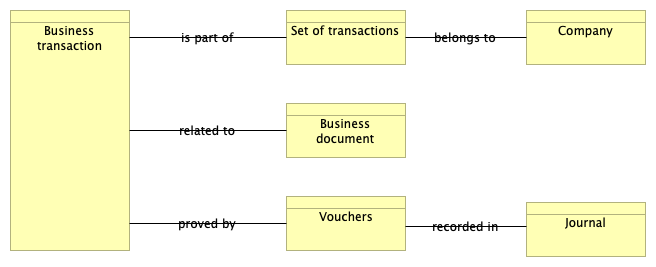 Business
transaction
is part of
Set of transactions
belongs to
Company
related to
Business
document
proved by
Vouchers
recorded in
Journal